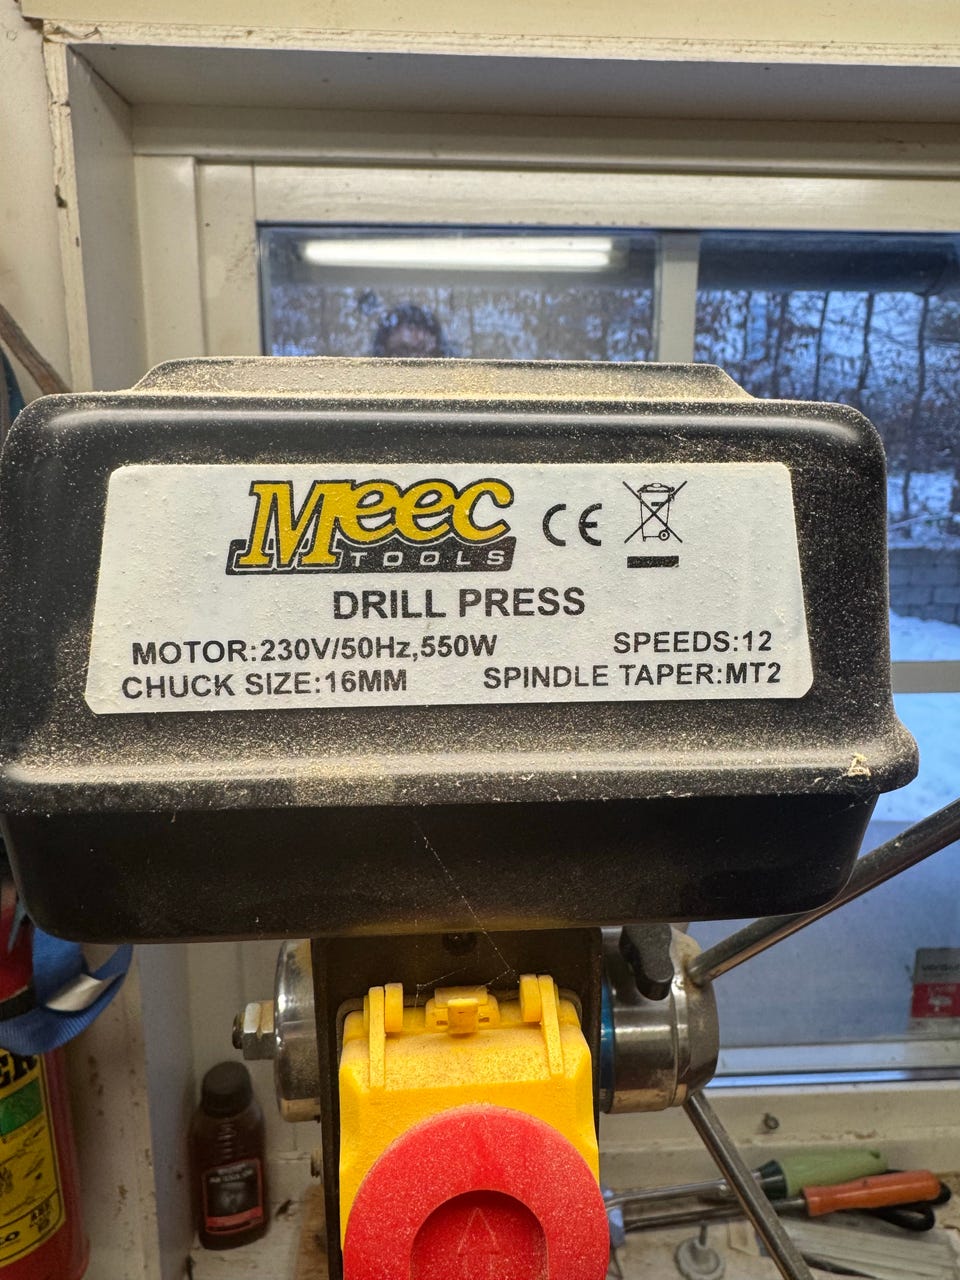 Meec
TOOLS
CE
DRILL PRESS
MOTOR:230V/50Hz,550W SPEEDS:12
CHUCK SIZE:16MM SPINDLE TAPER:MT2